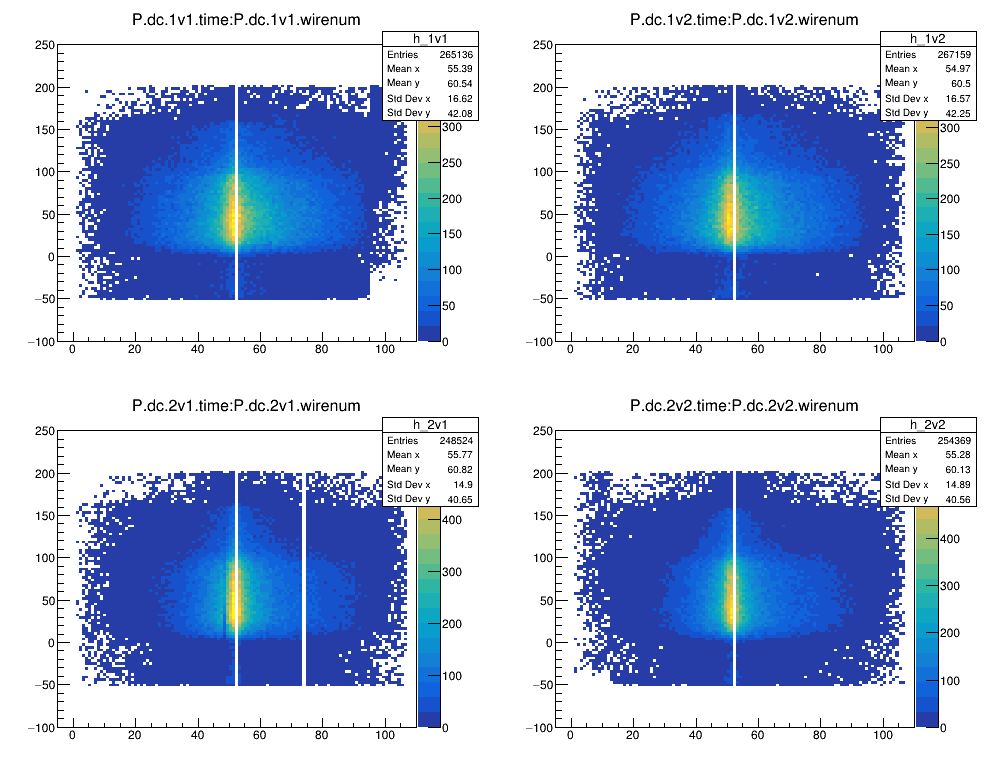 P.dc.1v1.time:P.dc.1v1.wirenum
h_1v1
Entries 265136
Mean x 55.39
Mean y 60.54
Std Dev x 16.62
Std Dev y 42.08
250
200
150
100
50
0
−50
−100
0 20 40 60 80 100
300
250
200
150
100
50
0
P.dc.1v2.time:P.dc.1v2.wirenum
h_1v2
Entries 267159
Mean x 54.97
Mean y 60.5
Std Dev x 16.57
Std Dev y 42.25
250
200
150
100
50
0
−50
−100
0 20 40 60 80 100
300
250
200
150
100
50
0
P.dc.2v1.time:P.dc.2v1.wirenum
h_2v1
Entries 248524
Mean x 55.77
Mean y 60.82
Std Dev x 14.9
Std Dev y 40.65
250
200
150
100
50
0
−50
−100
0 20 40 60 80 100
400
300
200
100
0
P.dc.2v2.time:P.dc.2v2.wirenum
h_2v2
Entries 254369
Mean x 55.28
Mean y 60.13
Std Dev x 14.89
Std Dev y 40.56
250
200
150
100
50
0
−50
−100
0 20 40 60 80 100
400
300
200
100
0